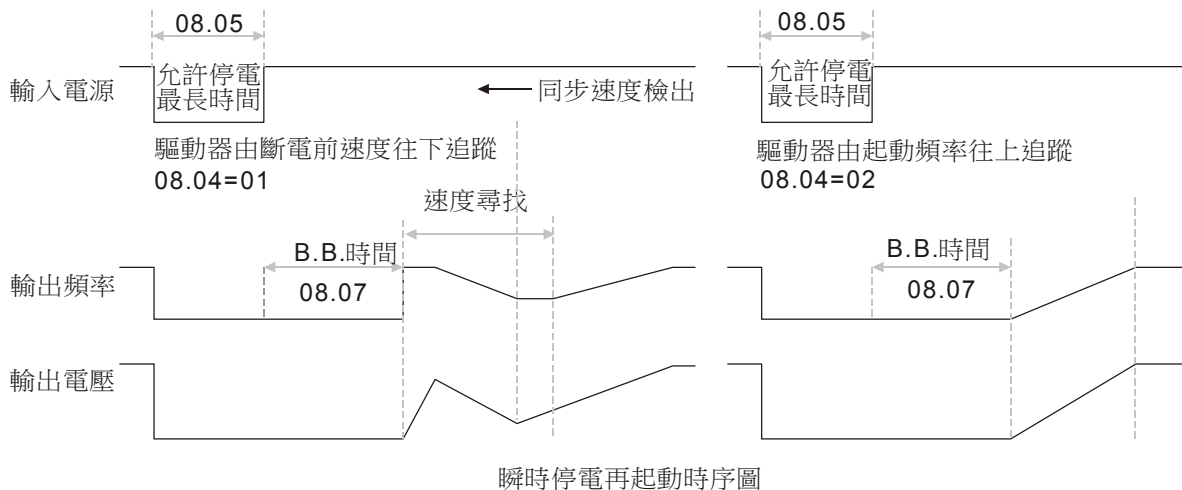 08.05
08.05
輸入電源
允許停電
最長時間
同步速度檢出
允許停電
最長時間
驅動器由斷電前速度往下追蹤
08.04=01
驅動器由起動頻率往上追蹤
08.04=02
速度尋找
輸出頻率
B.B.時間
08.07
B.B.時間
08.07
輸出電壓
瞬時停電再起動時序圖